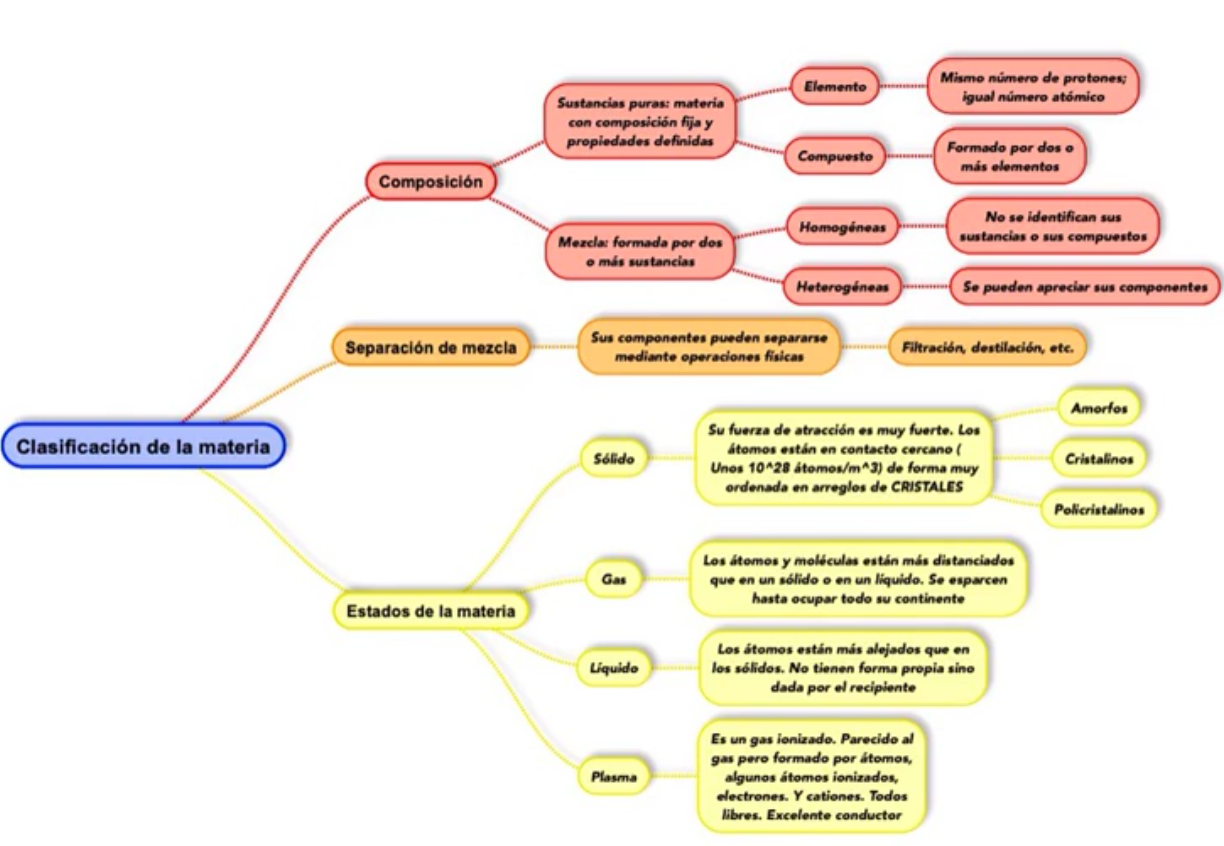 Clasificación de la materia
Composición
Sustancias puras: materia
con composición fija y
propiedades definidas
Elemento
Mismo número de protones;
igual número atómico
Compuesto
Formado por dos o
más elementos
Mezcla: formada por dos
o más sustancias
Homogéneas
No se identifican sus
sustancias o sus compuestos
Heterogéneas
Se pueden apreciar sus componentes
Separación de mezcla
Sus componentes pueden separarse
mediante operaciones físicas
Filtración, destilación, etc.
Estados de la materia
Sólido
Su fuerza de atracción es muy fuerte. Los
átomos están en contacto cercano (
Unos 10^28 átomos/m^3) de forma muy
ordenada en arreglos de CRISTALES
Amorfos
Cristalinos
Policristalinos
Gas
Los átomos y moléculas están más distanciados
que en un sólido o en un líquido. Se esparcen
hasta ocupar todo su continente
Líquido
Los átomos están más alejados que en
los sólidos. No tienen forma propia sino
dada por el recipiente
Plasma
Es un gas ionizado. Parecido al
gas pero formado por átomos,
algunos átomos ionizados,
electrones. Y cationes. Todos
libres. Excelente conductor